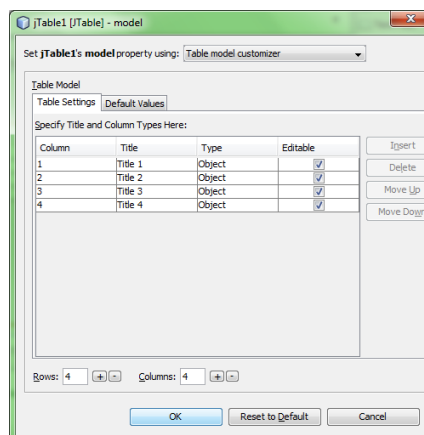 jTable1 [JTable] - model
Set jTable1's model property using: Table model customizer
Table Model
Table Settings Default Values
Specify Title and Column Types Here:
Column Title Type Editable
1 Title 1 Object
2 Title 2 Object
3 Title 3 Object
4 Title 4 Object
Insert
Delete
Move Up
Move Down
Rows: 4 + - Columns: 4 + -
OK Reset to Default Cancel